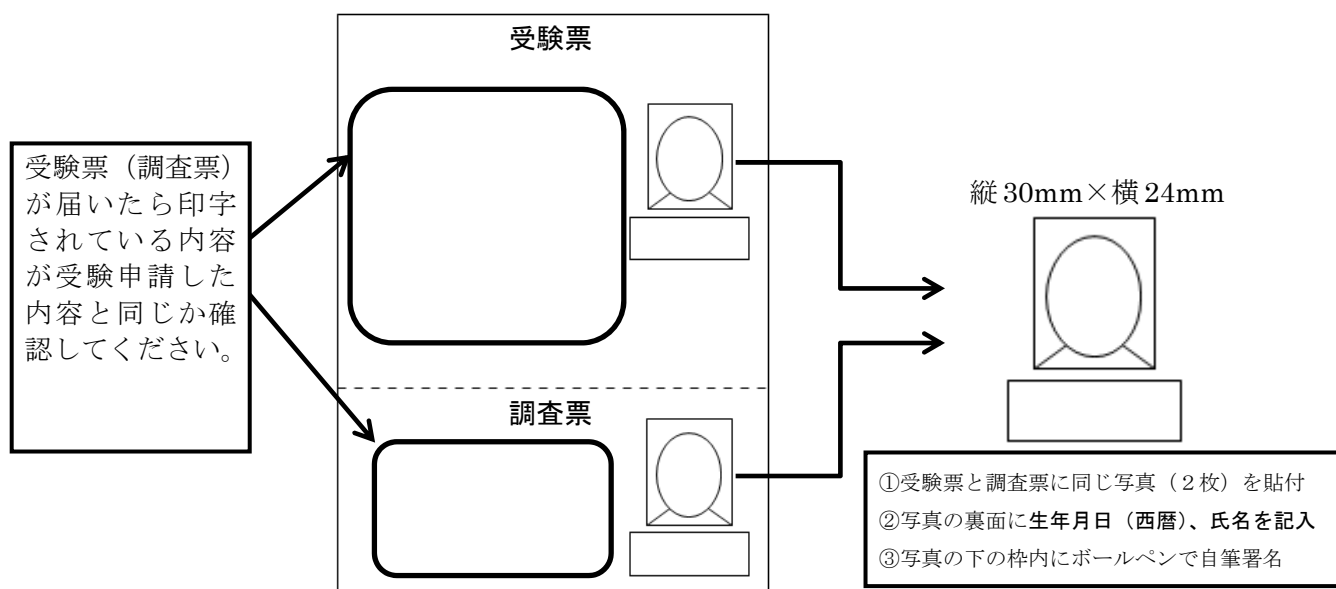 受験票
受験票（調査票）
が届いたら印字
されている内容
が受験申請した
内容と同じか確
認してください。
縦30mm×横24mm
調査票
①受験票と調査票に同じ写真（２枚）を貼付
②写真の裏面に生年月日（西暦）、氏名を記入
③写真の下の枠内にボールペンで自筆署名